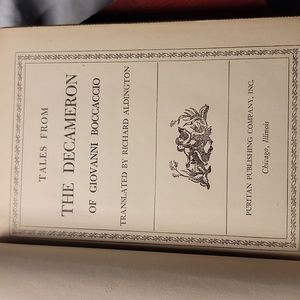 TALES FROM
THE DECAMERON
OF GIOVANNI BOCCACCIO
TRANSLATED BY RICHARD ALDINGTON
PURITAN PUBLISHING COMPANY, INC.
Chicago, Illinois